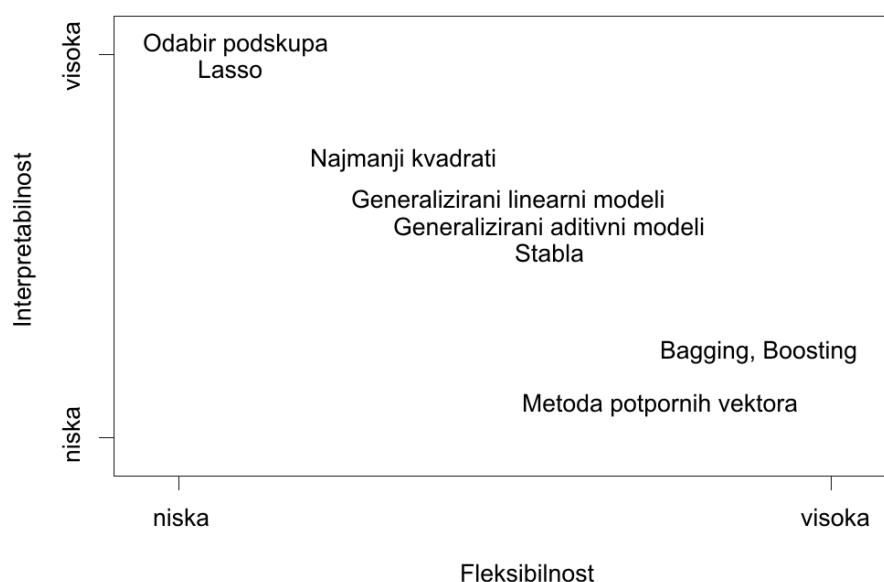 visoka
Odabir podskupa
Lasso
Najmanji kvadrati
Generalizirani linearni modeli
Generalizirani aditivni modeli
Stabla
Interpretabilnost
Bagging, Boosting
Metoda potpornih vektora
niska
niska
visoka
Fleksibilnost